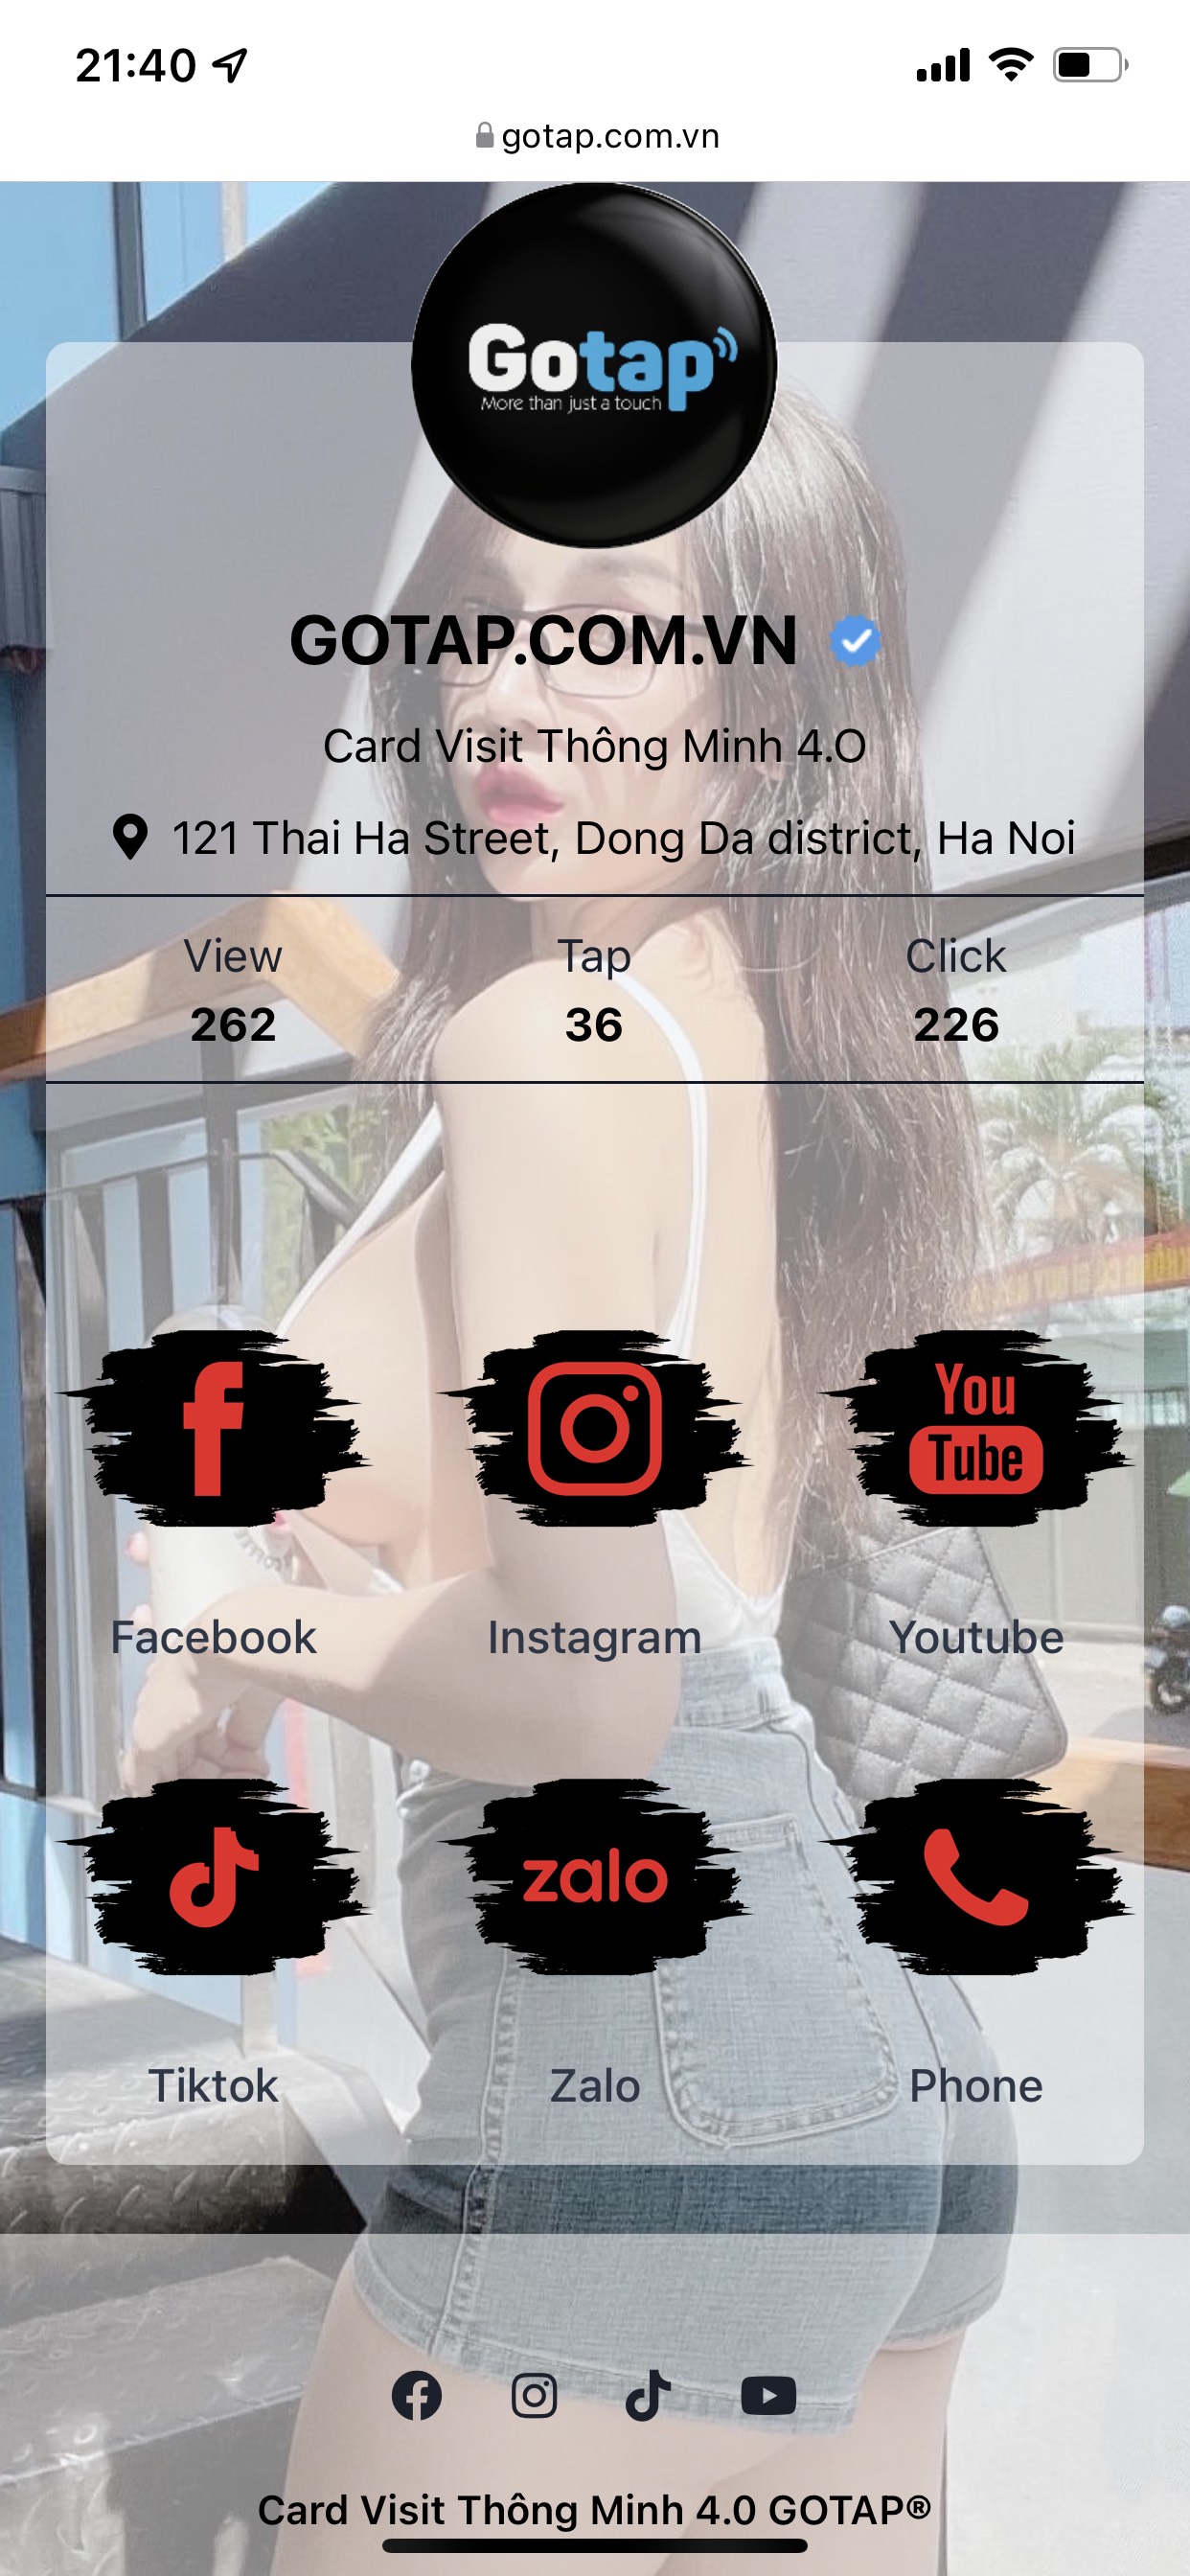 21:40
gotap.com.vn
Gotap
More than just a touch
GOTAP.COM.VN
Card Visit Thông Minh 4.O
121 Thai Ha Street, Dong Da district, Ha Noi
View Tap Click
262 36 226
You
Tube
Facebook Instagram Youtube
zalo
Tiktok Zalo Phone
Card Visit Thông Minh 4.0 GOTAP®